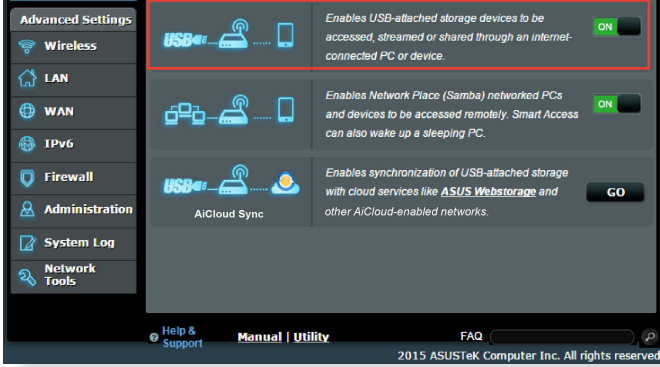 Advanced Settings
Wireless
LAN
WAN
IPv6
Firewall
Administration
System Log
Network
Tools
USB
Enables USB-attached storage devices to be
accessed, streamed or shared through an internet-
connected PC or device.
ON
Enables Network Place (Samba) networked PCs
and devices to be accessed remotely. Smart Access
can also wake up a sleeping PC.
ON
USB
AiCloud Sync
Enables synchronization of USB-attached storage
with cloud services like ASUS Webstorage and
other AiCloud-enabled networks.
GO
Help &
Support
Manual | Utility
FAQ
2015 ASUSTeK Computer Inc. All rights reserved